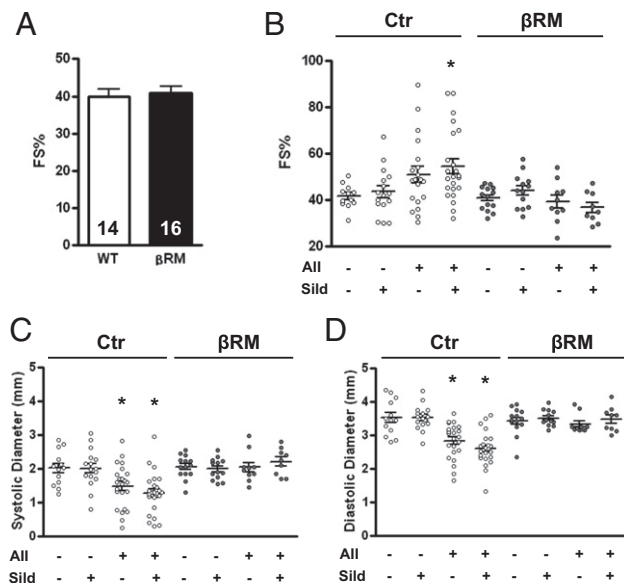 A
FS%
50
40
30
20
10
0
14
16
WT
βRM
B
Ctr
βRM
FS%
100
80
60
40
20
*
All - - + + - - + +
Sild - + - + - + - +
C
Ctr
βRM
Systolic Diameter (mm)
5
4
3
2
1
0
* *
All - - + + - - + +
Sild - + - + - + - +
D
Ctr
βRM
Diastolic Diameter (mm)
5
4
3
2
1
0
* *
All - - + + - - + +
Sild - + - + - + - +